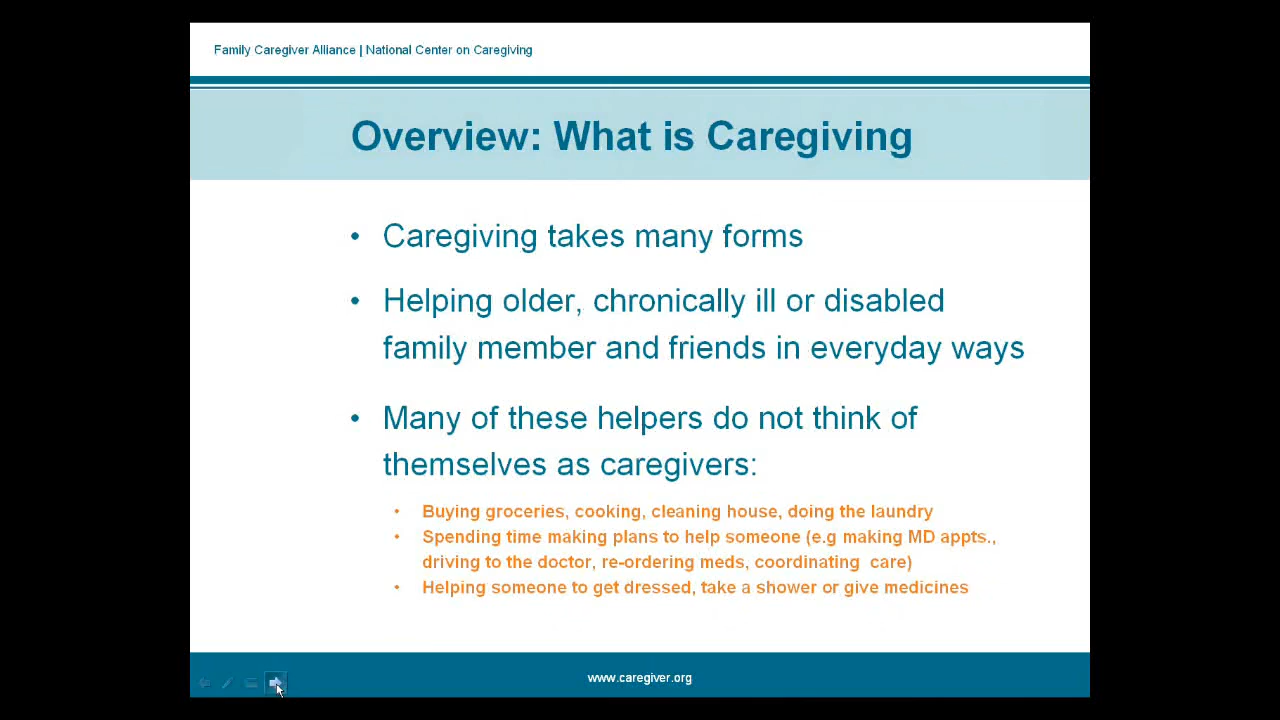 Family Caregiver Alliance | National Center on Caregiving
Overview: What is Caregiving
• Caregiving takes many forms
• Helping older, chronically ill or disabled
family member and friends in everyday ways
• Many of these helpers do not think of
themselves as caregivers:
• Buying groceries, cooking, cleaning house, doing the laundry
• Spending time making plans to help someone (e.g making MD appts.,
driving to the doctor, re-ordering meds, coordinating  care)
• Helping someone to get dressed, take a shower or give medicines
www.caregiver.org